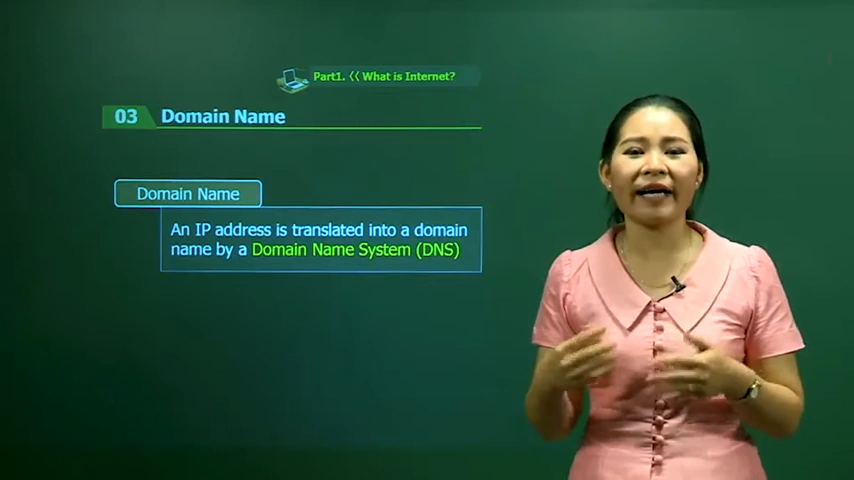 Part1. 〈〈 What is Internet?
03 Domain Name
Domain Name
An IP address is translated into a domain
name by a Domain Name System (DNS)